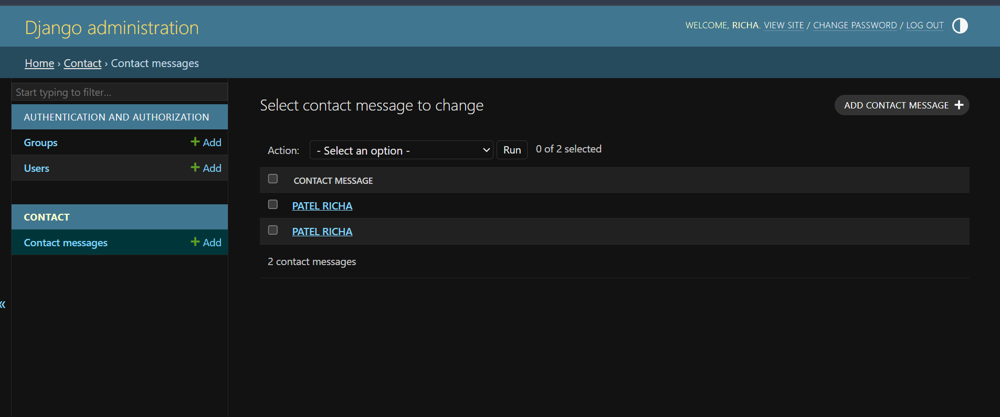 Django administration
WELCOME, RICHA. VIEW SITE / CHANGE PASSWORD / LOG OUT
Home › Contact › Contact messages
Start typing to filter...
AUTHENTICATION AND AUTHORIZATION
Groups + Add
Users + Add
CONTACT
Contact messages + Add
«
Select contact message to change
ADD CONTACT MESSAGE +
Action: - Select an option - Run 0 of 2 selected
CONTACT MESSAGE
PATEL RICHA
PATEL RICHA
2 contact messages